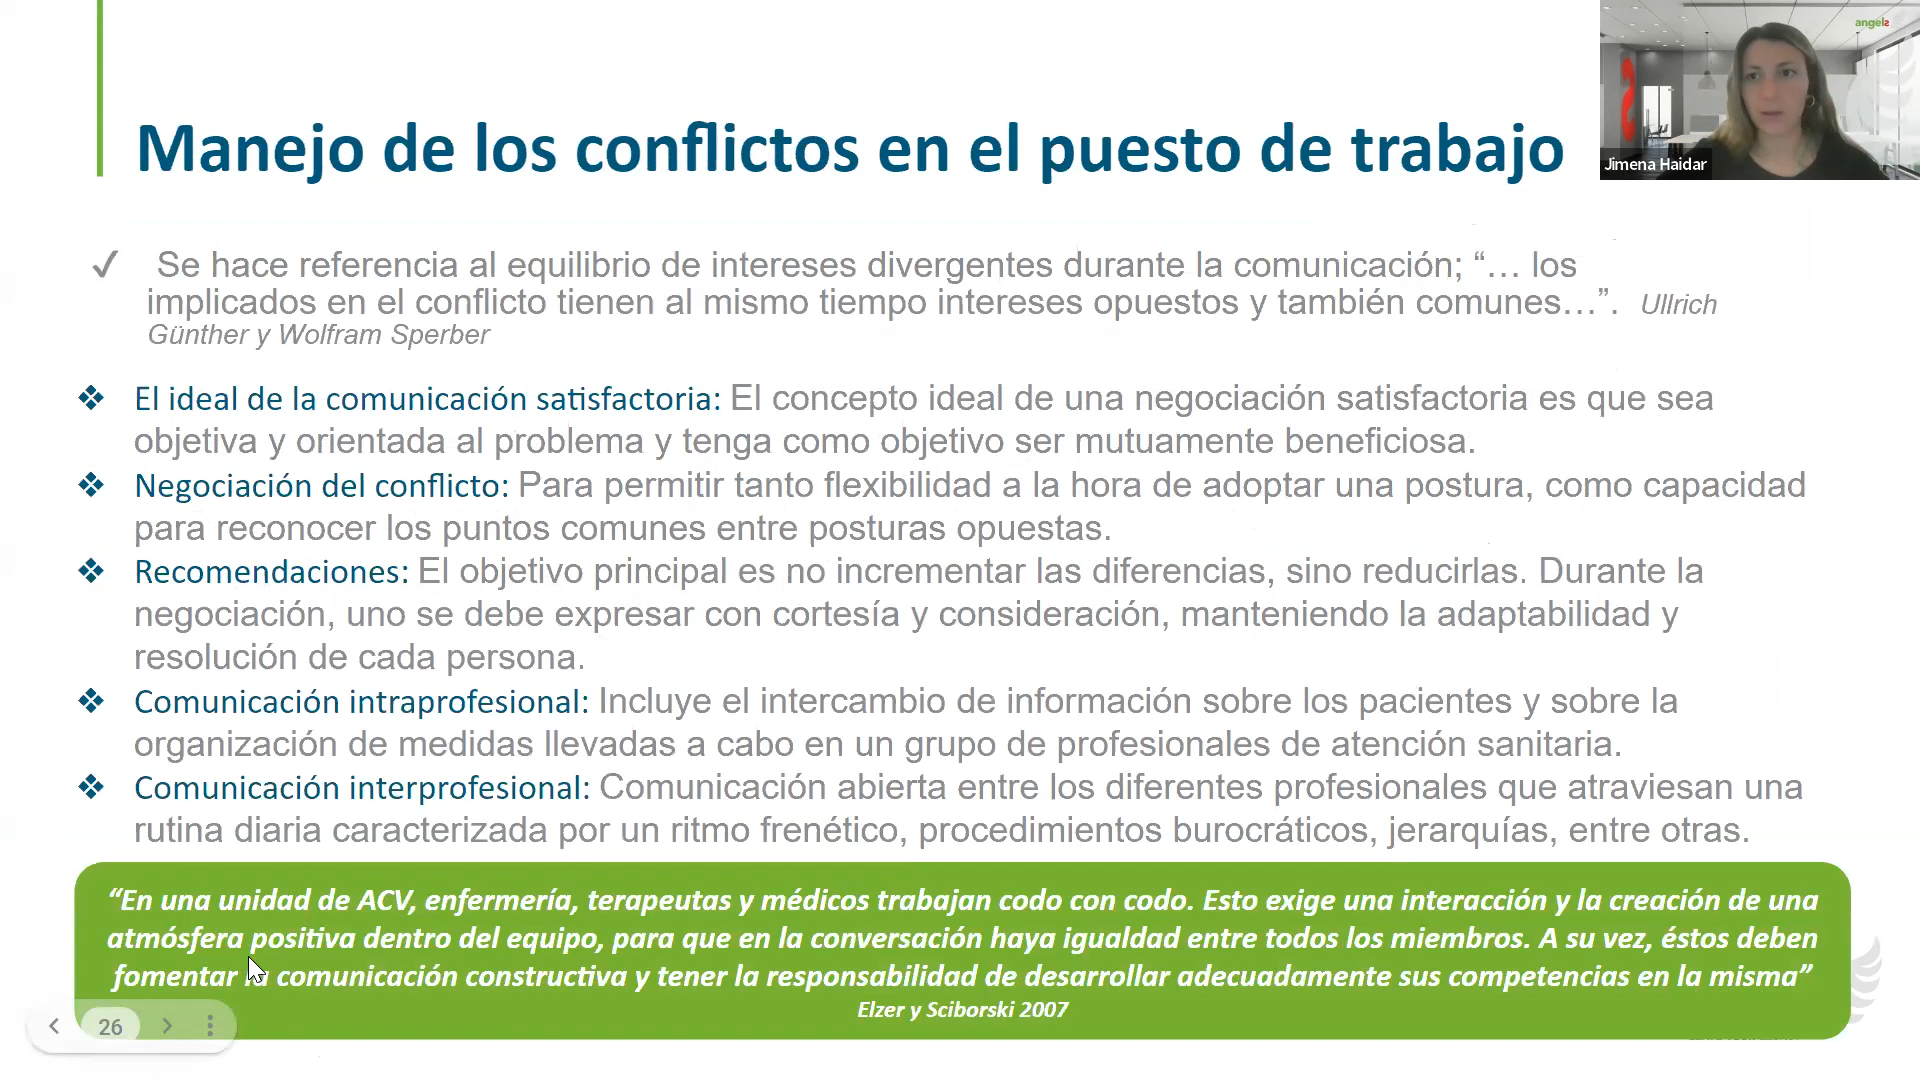 angels
Jimena Haidar
Manejo de los conflictos en el puesto de trabajo
✓ Se hace referencia al equilibrio de intereses divergentes durante la comunicación; “… los
implicados en el conflicto tienen al mismo tiempo intereses opuestos y también comunes…”. Ullrich
Günther y Wolfram Sperber
❖ El ideal de la comunicación satisfactoria: El concepto ideal de una negociación satisfactoria es que sea
objetiva y orientada al problema y tenga como objetivo ser mutuamente beneficiosa.
❖ Negociación del conflicto: Para permitir tanto flexibilidad a la hora de adoptar una postura, como capacidad
para reconocer los puntos comunes entre posturas opuestas.
❖ Recomendaciones: El objetivo principal es no incrementar las diferencias, sino reducirlas. Durante la
negociación, uno se debe expresar con cortesía y consideración, manteniendo la adaptabilidad y
resolución de cada persona.
❖ Comunicación intraprofesional: Incluye el intercambio de información sobre los pacientes y sobre la
organización de medidas llevadas a cabo en un grupo de profesionales de atención sanitaria.
❖ Comunicación interprofesional: Comunicación abierta entre los diferentes profesionales que atraviesan una
rutina diaria caracterizada por un ritmo frenético, procedimientos burocráticos, jerarquías, entre otras.
“En una unidad de ACV, enfermería, terapeutas y médicos trabajan codo con codo. Esto exige una interacción y la creación de una
atmósfera positiva dentro del equipo, para que en la conversación haya igualdad entre todos los miembros. A su vez, éstos deben
fomentar la comunicación constructiva y tener la responsabilidad de desarrollar adecuadamente sus competencias en la misma”
Elzer y Sciborski 2007
26